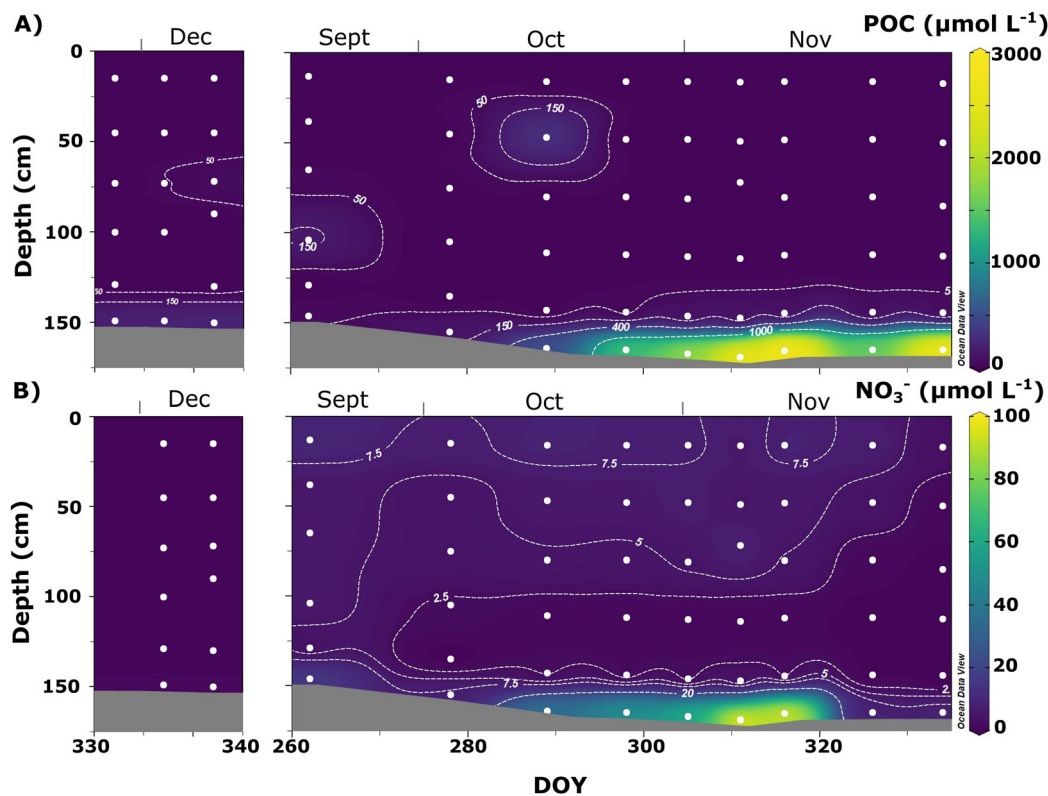 A)
Dec
Sept
Oct
Nov
POC (µmol L⁻¹)
0
50
100
150
Depth (cm)
50
50
150
50
150
50
150
150
400
1000
5
3000
2000
1000
0
Ocean Data View
B)
Dec
Sept
Oct
Nov
NO₃⁻ (µmol L⁻¹)
0
50
100
150
Depth (cm)
7.5
7.5
7.5
5
2.5
7.5
20
5
2.
100
80
60
40
20
0
Ocean Data View
330
340
260
280
300
320
DOY